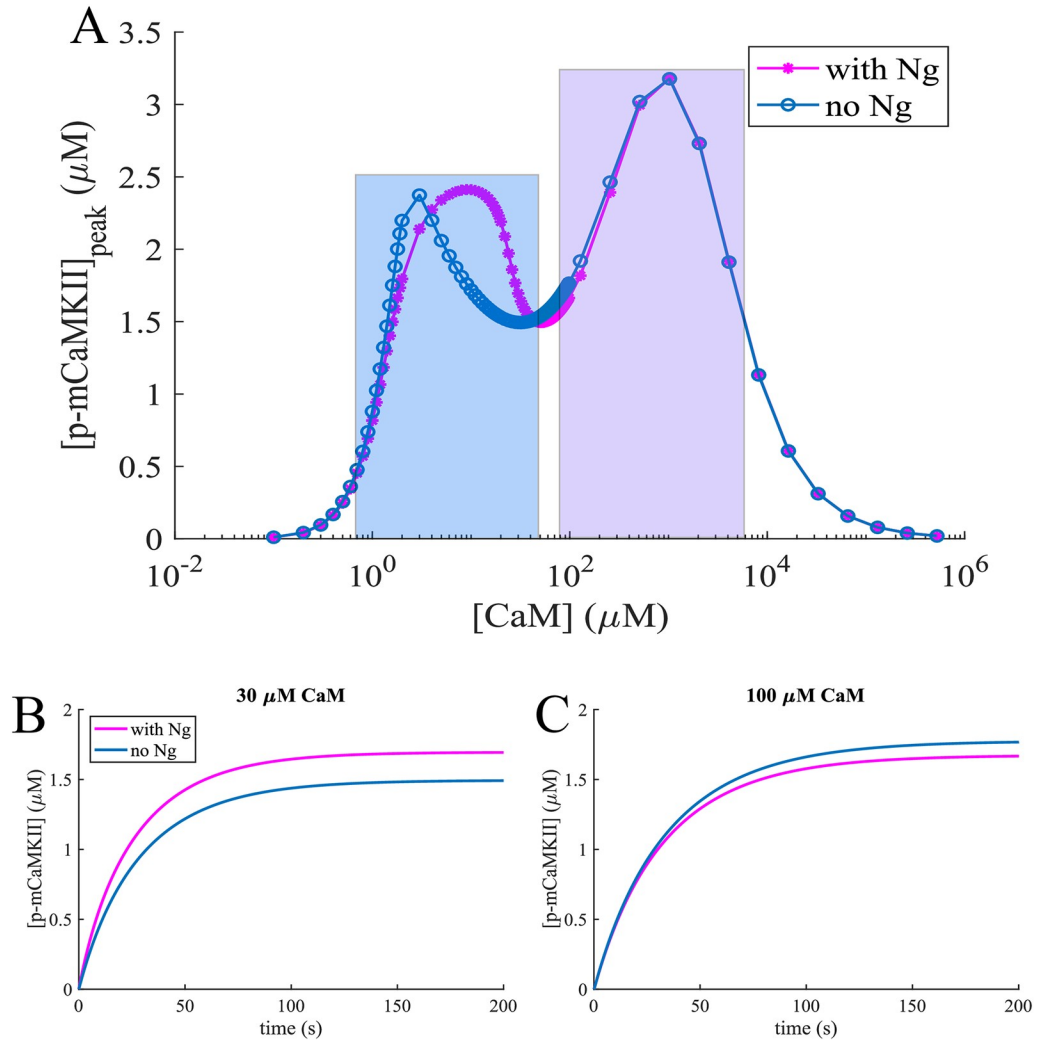 A
3.5
3
2.5
2
1.5
1
0.5
0
[p-mCaMKII]peak (μM)
with Ng
no Ng
10-2 100 102 104 106
[CaM] (μM)
B
30 μM CaM
with Ng
no Ng
2
1.5
1
0.5
0
[p-mCaMKII] (μM)
0 50 100 150 200
time (s)
C
100 μM CaM
2
1.5
1
0.5
0
[p-mCaMKII] (μM)
0 50 100 150 200
time (s)